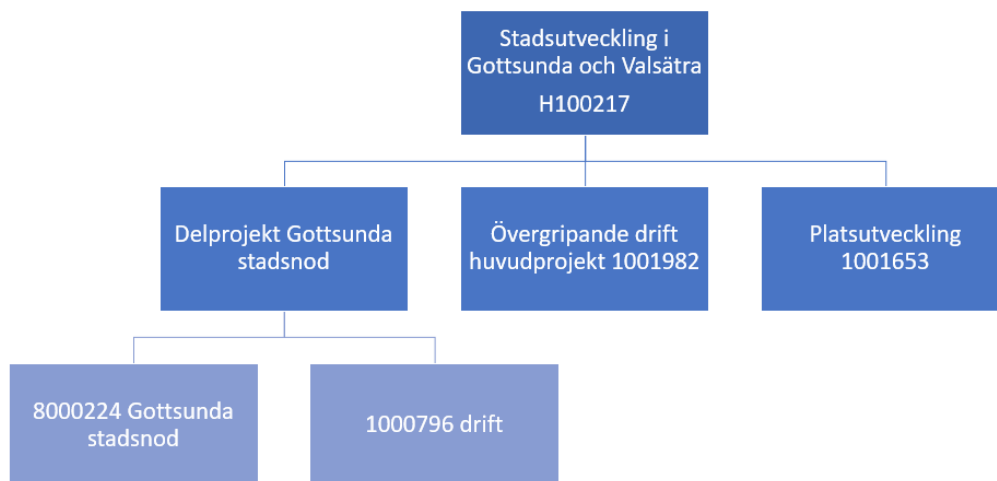 Stadsutveckling i
Gottsunda och Valsätra
H100217
Delprojekt Gottsunda
stadsnod
Övergripande drift
huvudprojekt 1001982
Platsutveckling
1001653
8000224 Gottsunda
stadsnod
1000796 drift